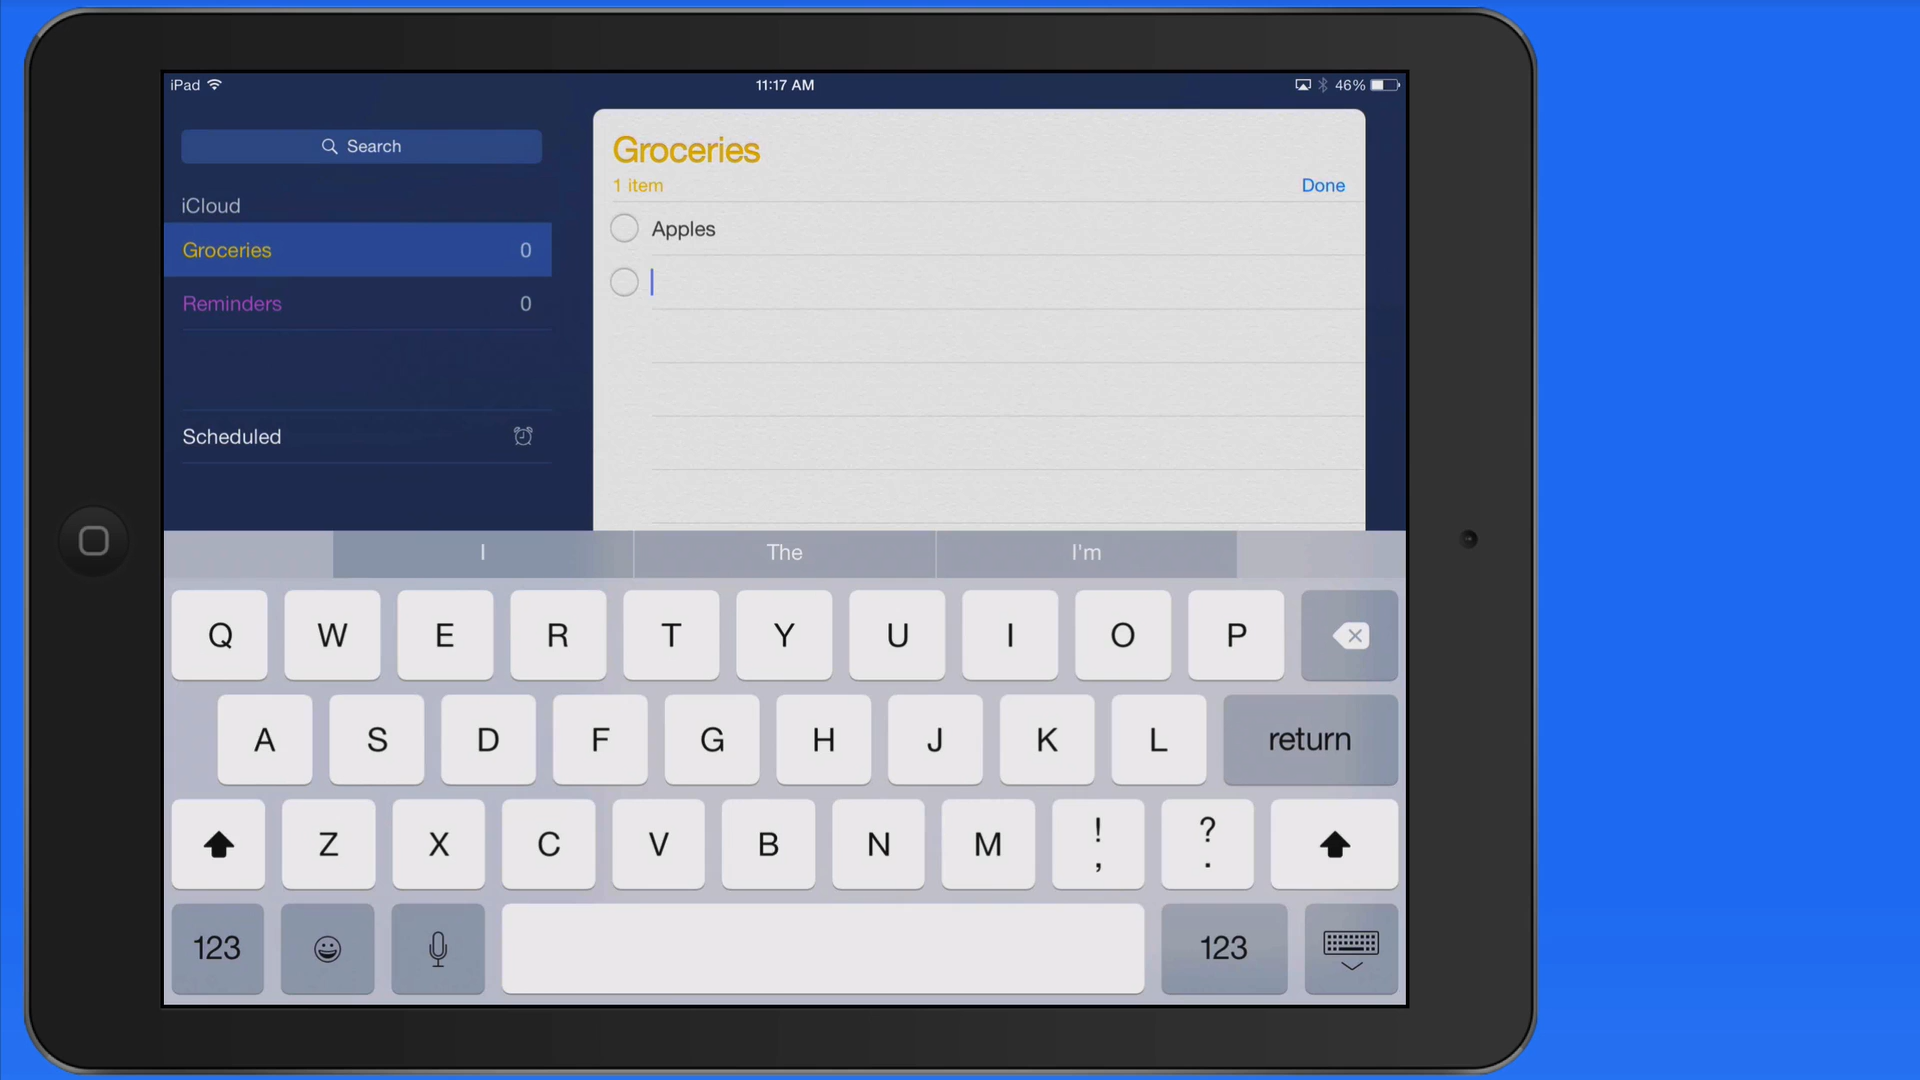 iPad 11:17 AM 46%
Search
iCloud
Groceries 0
Reminders 0
Scheduled
Groceries
1 item Done
Apples
I The I'm
Q W E R T Y U I O P
A S D F G H J K L return
Z X C V B N M ! , ? .
123 123